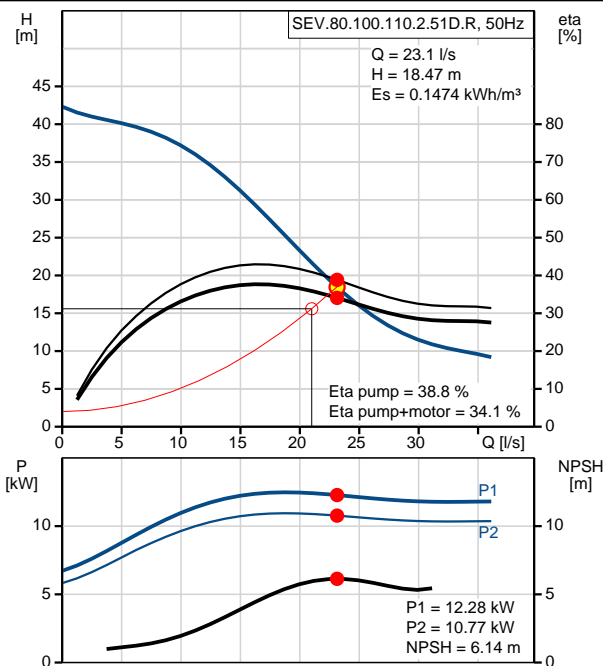 H
[m]
SEV.80.100.110.2.51D.R, 50Hz
eta
[%]
Q = 23.1 l/s
H = 18.47 m
Es = 0.1474 kWh/m³
45
40
35
30
25
20
15
10
5
0
80
70
60
50
40
30
20
10
0
Eta pump = 38.8 %
Eta pump+motor = 34.1 %
0
5
10
15
20
25
30
Q [l/s]
P
[kW]
NPSH
[m]
10
5
0
10
5
0
P1
P2
P1 = 12.28 kW
P2 = 10.77 kW
NPSH = 6.14 m